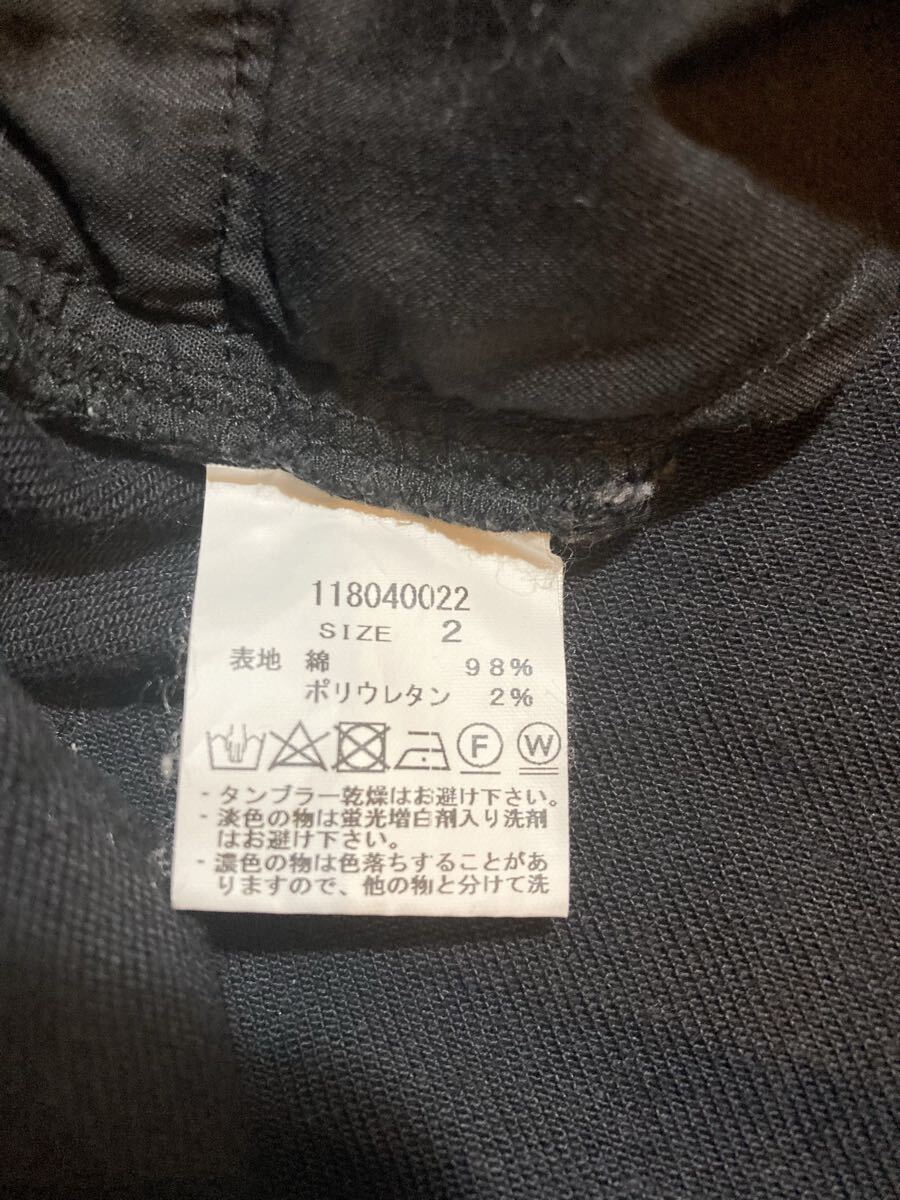 118040022
SIZE 2
表地 綿 98%
ポリウレタン 2%
F W
・タンブラー乾燥はお避け下さい。
・淡色の物は蛍光増白剤入り洗剤
はお避け下さい。
・濃色の物は色落ちすることがあ
りますので、他の物と分けて洗